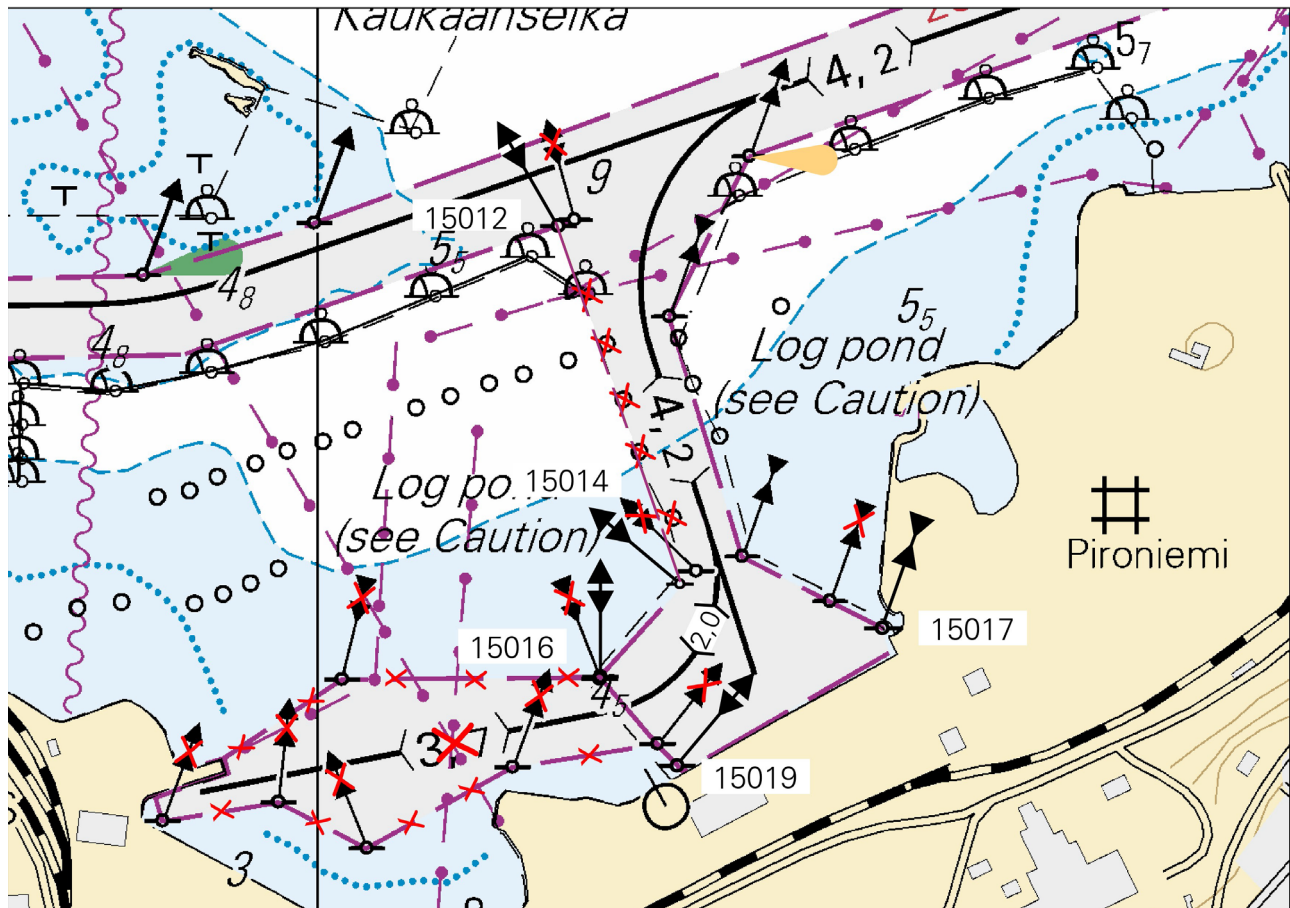 Kaukaanselkä
5₇
4,2
9
15012
5₅
4₈
4₈
5₅
Log pond
(see Caution)
4,2
15014
Log po
(see Caution)
Pironiemi
2,0
15016
15017
4₅
3,
15019
3